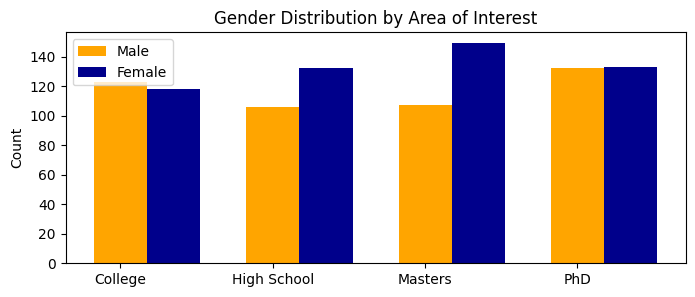 Gender Distribution by Area of Interest
Male
Female
Count
140
120
100
80
60
40
20
0
College High School Masters PhD